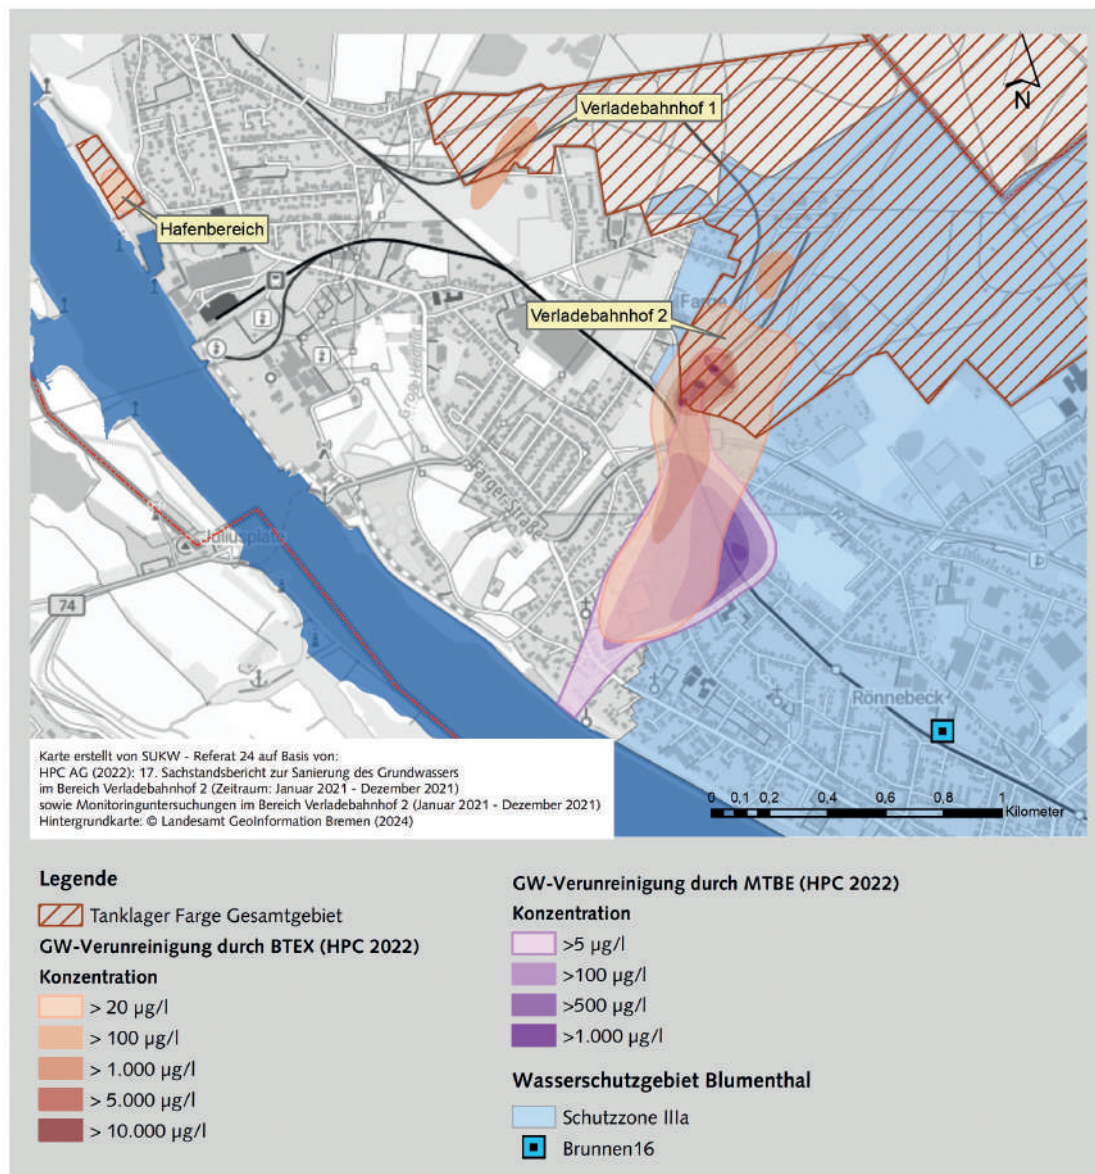 Verladebahnhof 1
N
Hafenbereich
Farge
Verladebahnhof 2
Farger-Straße
Juliusplate
74
Rönnebeck
Karte erstellt von SUKW - Referat 24 auf Basis von:
HPC AG (2022): 17. Sachstandsbericht zur Sanierung des Grundwassers
im Bereich Verladebahnhof 2 (Zeitraum: Januar 2021 - Dezember 2021)
sowie Monitoringuntersuchungen im Bereich Verladebahnhof 2 (Januar 2021 - Dezember 2021)
Hintergrundkarte: © Landesamt GeoInformation Bremen (2024)
0 0,1 0,2 0,4 0,6 0,8 1
Kilometer
Legende
Tanklager Farge Gesamtgebiet
GW-Verunreinigung durch BTEX (HPC 2022)
Konzentration
> 20 µg/l
> 100 µg/l
> 1.000 µg/l
> 5.000 µg/l
> 10.000 µg/l
GW-Verunreinigung durch MTBE (HPC 2022)
Konzentration
>5 µg/l
>100 µg/l
>500 µg/l
>1.000 µg/l
Wasserschutzgebiet Blumenthal
Schutzzone IIIa
Brunnen16